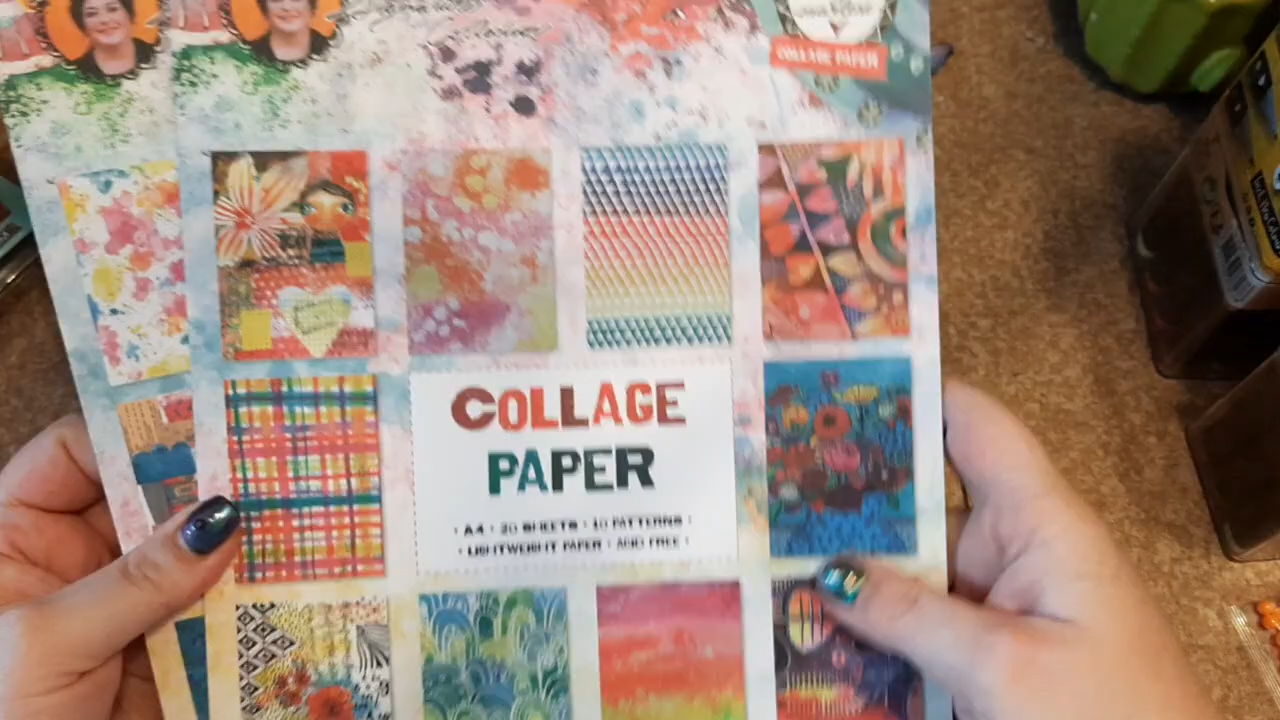 COLLAGE PAPER
COLLAGE
PAPER
• A4 • 20 SHEETS • 10 PATTERNS •
• LIGHTWEIGHT PAPER • ACID FREE •